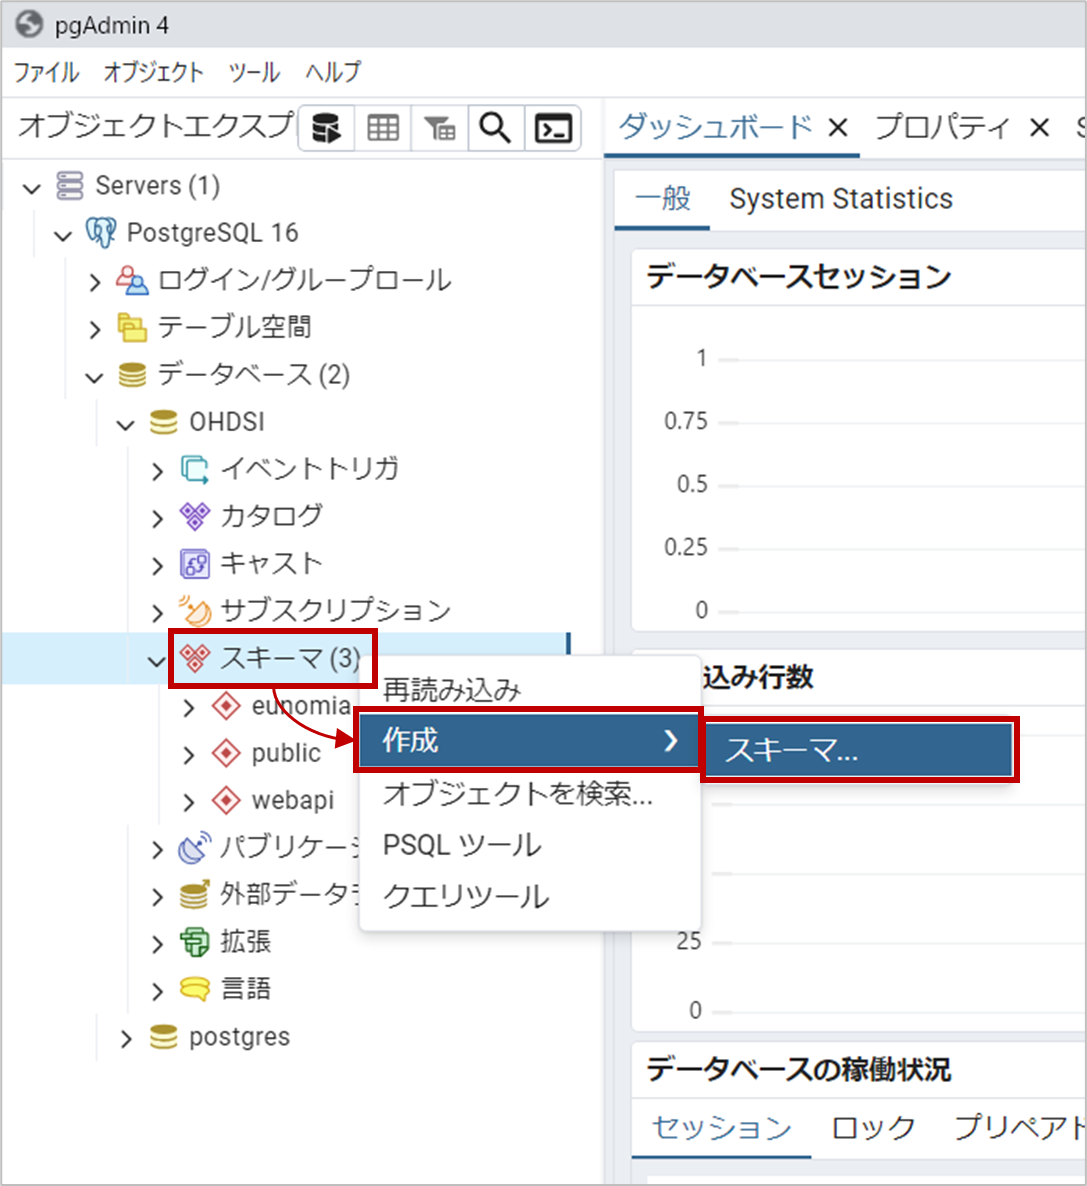 pgAdmin 4
ファイル オブジェクト ツール ヘルプ
オブジェクトエクスプ
Servers (1)
PostgreSQL 16
ログイン/グループロール
テーブル空間
データベース (2)
OHDSI
イベントトリガ
カタログ
キャスト
サブスクリプション
スキーマ (3)
eunomia
public
webapi
パブリケーシ
外部データラ
拡張
言語
postgres
再読み込み
作成
オブジェクトを検索...
PSQL ツール
クエリツール
スキーマ...
ダッシュボード プロパティ
一般 System Statistics
データベースセッション
1
0.75
0.5
0.25
0
込み行数
25
0
データベースの稼働状況
セッション ロック プリペアド